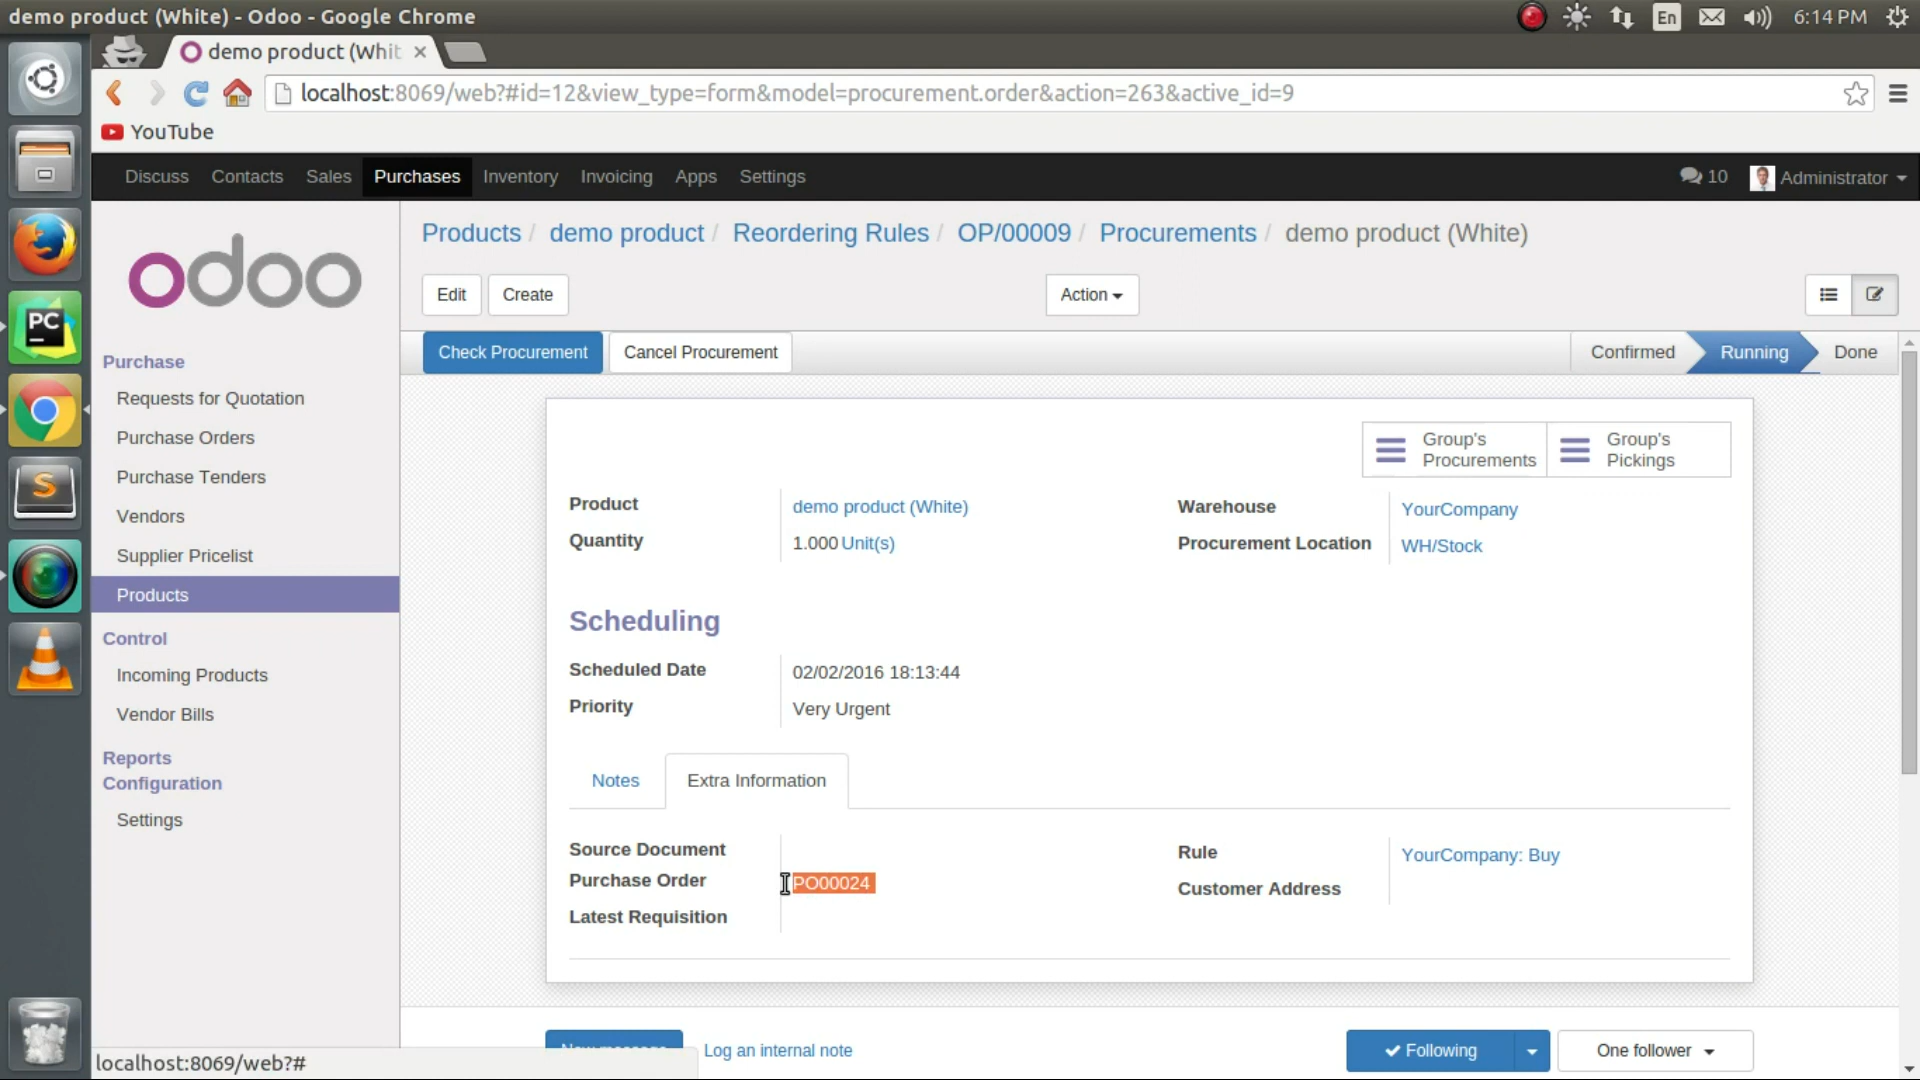 demo product (White) - Odoo - Google Chrome
En
6:14 PM
demo product (Whit
localhost:8069/web?#id=12&view_type=form&model=procurement.order&action=263&active_id=9
YouTube
Discuss Contacts Sales Purchases Inventory Invoicing Apps Settings
10 Administrator
odoo
Products / demo product / Reordering Rules / OP/00009 / Procurements / demo product (White)
Edit Create Action
Check Procurement Cancel Procurement Confirmed Running Done
PC
S
Purchase
Requests for Quotation
Purchase Orders
Purchase Tenders
Vendors
Supplier Pricelist
Products
Control
Incoming Products
Vendor Bills
Reports
Configuration
Settings
Group's Procurements
Group's Pickings
Product demo product (White)
Quantity 1.000 Unit(s)
Warehouse YourCompany
Procurement Location WH/Stock
Scheduling
Scheduled Date 02/02/2016 18:13:44
Priority Very Urgent
Notes Extra Information
Source Document
Purchase Order PO00024
Latest Requisition
Rule YourCompany: Buy
Customer Address
Log an internal note
Following One follower
localhost:8069/web?#